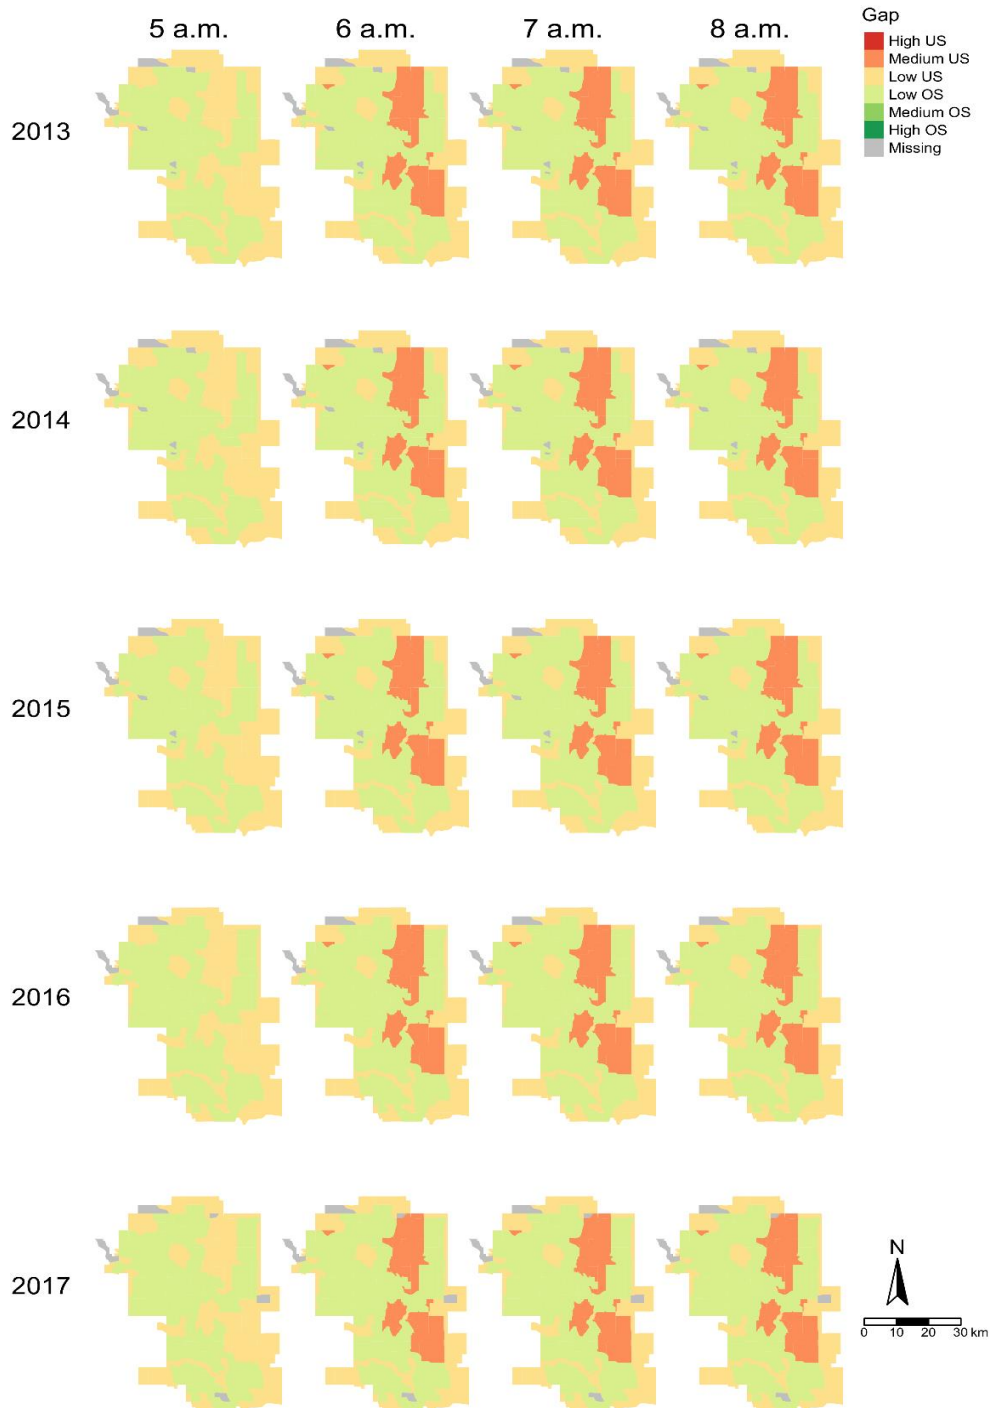 5 a.m. 6 a.m. 7 a.m. 8 a.m.
Gap
High US
Medium US
Low US
Low OS
Medium OS
High OS
Missing
2013
2014
2015
2016
2017
N
0 10 20 30 km